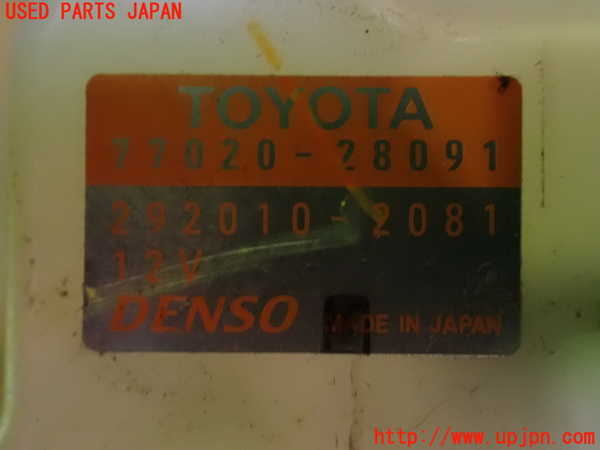 USED PARTS JAPAN
TOYOTA
77020-28091
292010-2081
12V
DENSO MADE IN JAPAN
http://www.upjpn.com